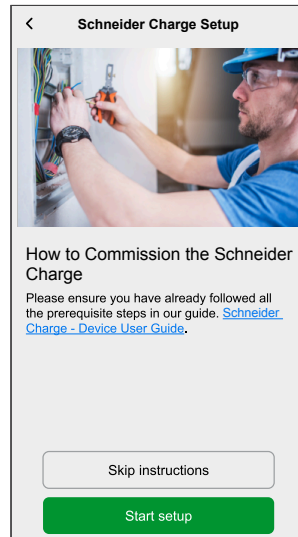 Schneider Charge Setup
How to Commission the Schneider
Charge
Please ensure you have already followed all
the prerequisite steps in our guide. Schneider
Charge - Device User Guide.
Skip instructions
Start setup